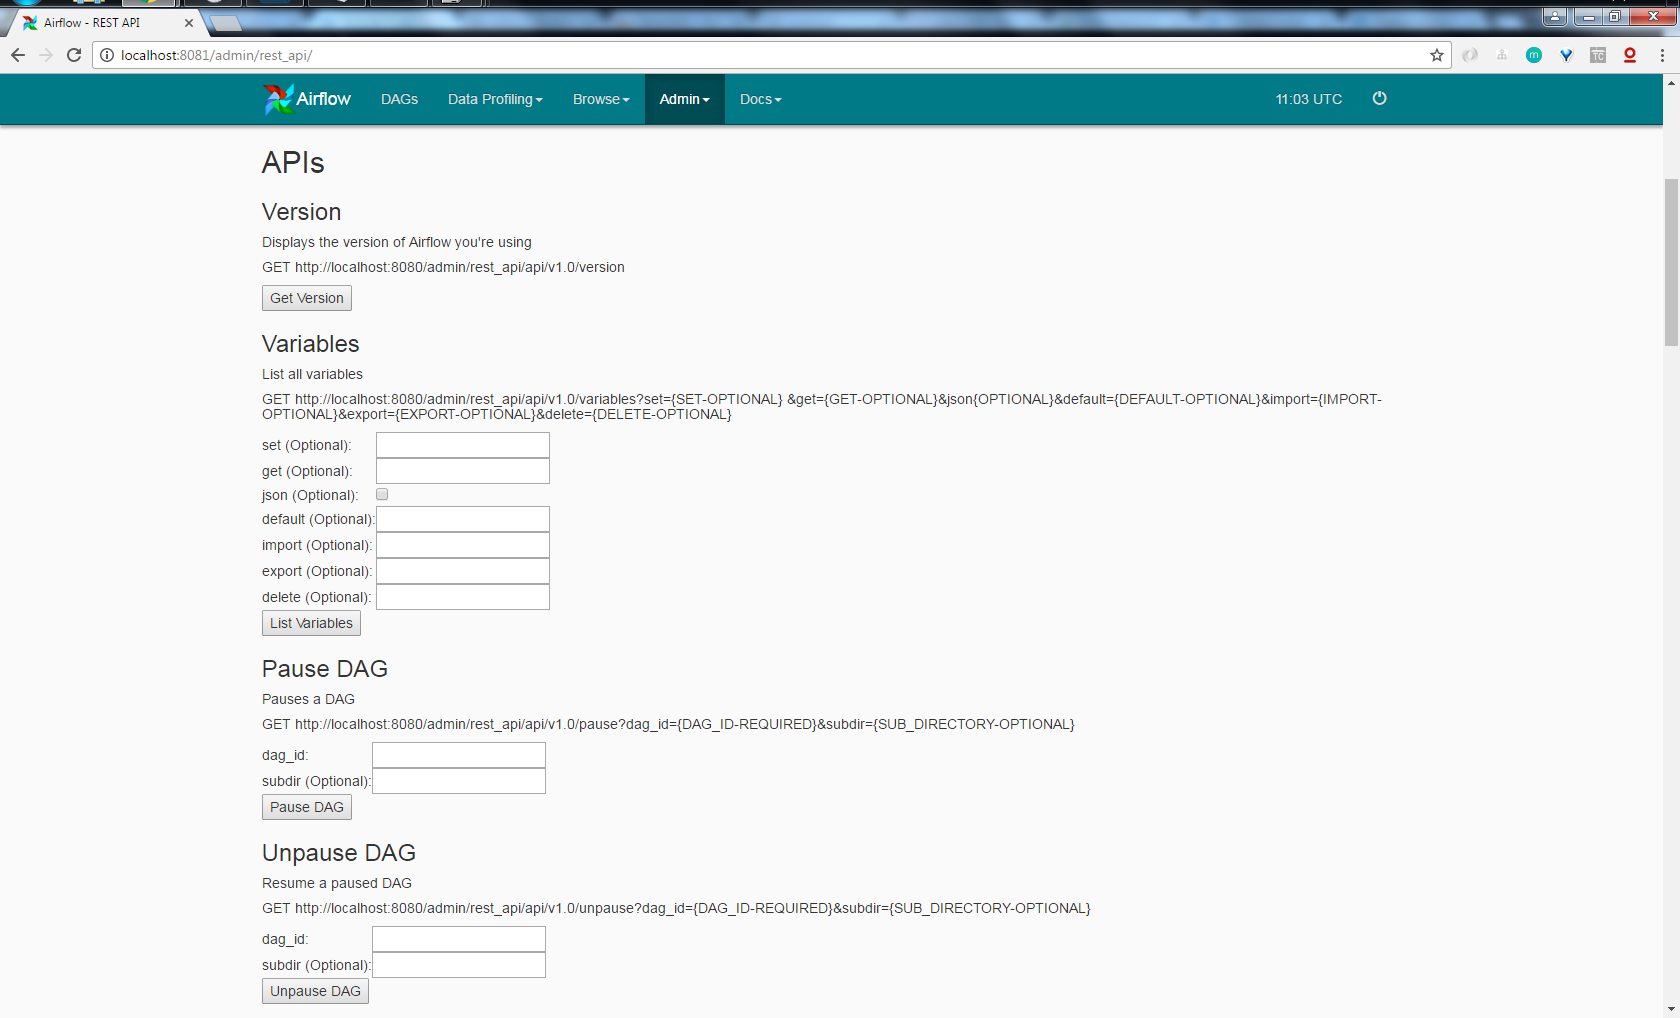 Airflow - REST API
localhost:8081/admin/rest_api/
m
TC
Airflow DAGs Data Profiling Browse Admin Docs 11:03 UTC
APIs
Version
Displays the version of Airflow you're using
GET http://localhost:8080/admin/rest_api/api/v1.0/version
Get Version
Variables
List all variables
GET http://localhost:8080/admin/rest_api/api/v1.0/variables?set={SET-OPTIONAL} &get={GET-OPTIONAL}&json{OPTIONAL}&default={DEFAULT-OPTIONAL}&import={IMPORT-
OPTIONAL}&export={EXPORT-OPTIONAL}&delete={DELETE-OPTIONAL}
set (Optional):
get (Optional):
json (Optional):
default (Optional):
import (Optional):
export (Optional):
delete (Optional):
List Variables
Pause DAG
Pauses a DAG
GET http://localhost:8080/admin/rest_api/api/v1.0/pause?dag_id={DAG_ID-REQUIRED}&subdir={SUB_DIRECTORY-OPTIONAL}
dag_id:
subdir (Optional):
Pause DAG
Unpause DAG
Resume a paused DAG
GET http://localhost:8080/admin/rest_api/api/v1.0/unpause?dag_id={DAG_ID-REQUIRED}&subdir={SUB_DIRECTORY-OPTIONAL}
dag_id:
subdir (Optional):
Unpause DAG